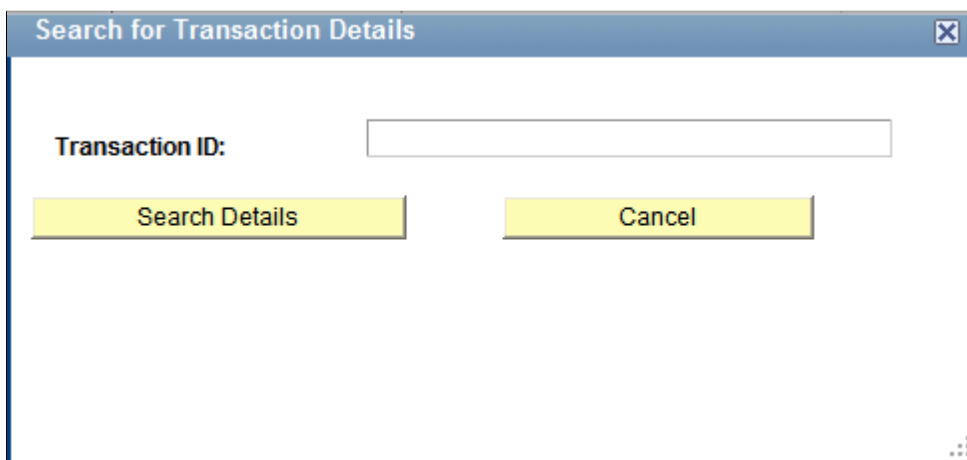 Search for Transaction Details
Transaction ID:
Search Details Cancel